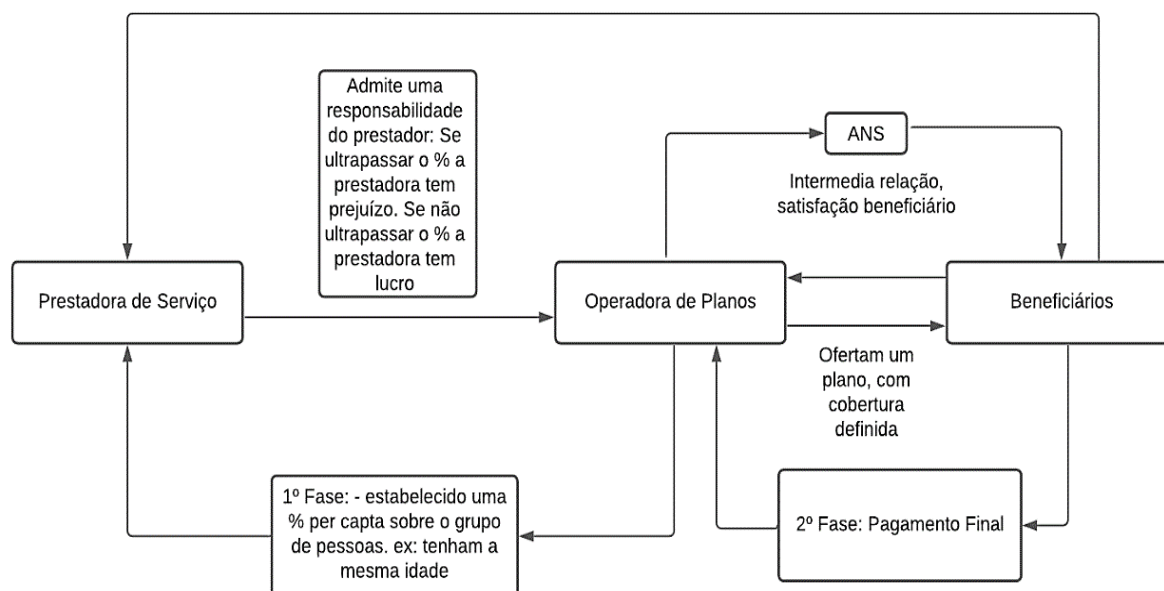 Admite uma
responsabilidade
do prestador: Se
ultrapassar o % a
prestadora tem
prejuízo. Se não
ultrapassar o % a
prestadora tem
lucro
ANS
Intermedia relação,
satisfação beneficiário
Prestadora de Serviço
Operadora de Planos
Beneficiários
Ofertam um
plano, com
cobertura
definida
1º Fase: - estabelecido uma
% per capta sobre o grupo
de pessoas. ex: tenham a
mesma idade
2º Fase: Pagamento Final